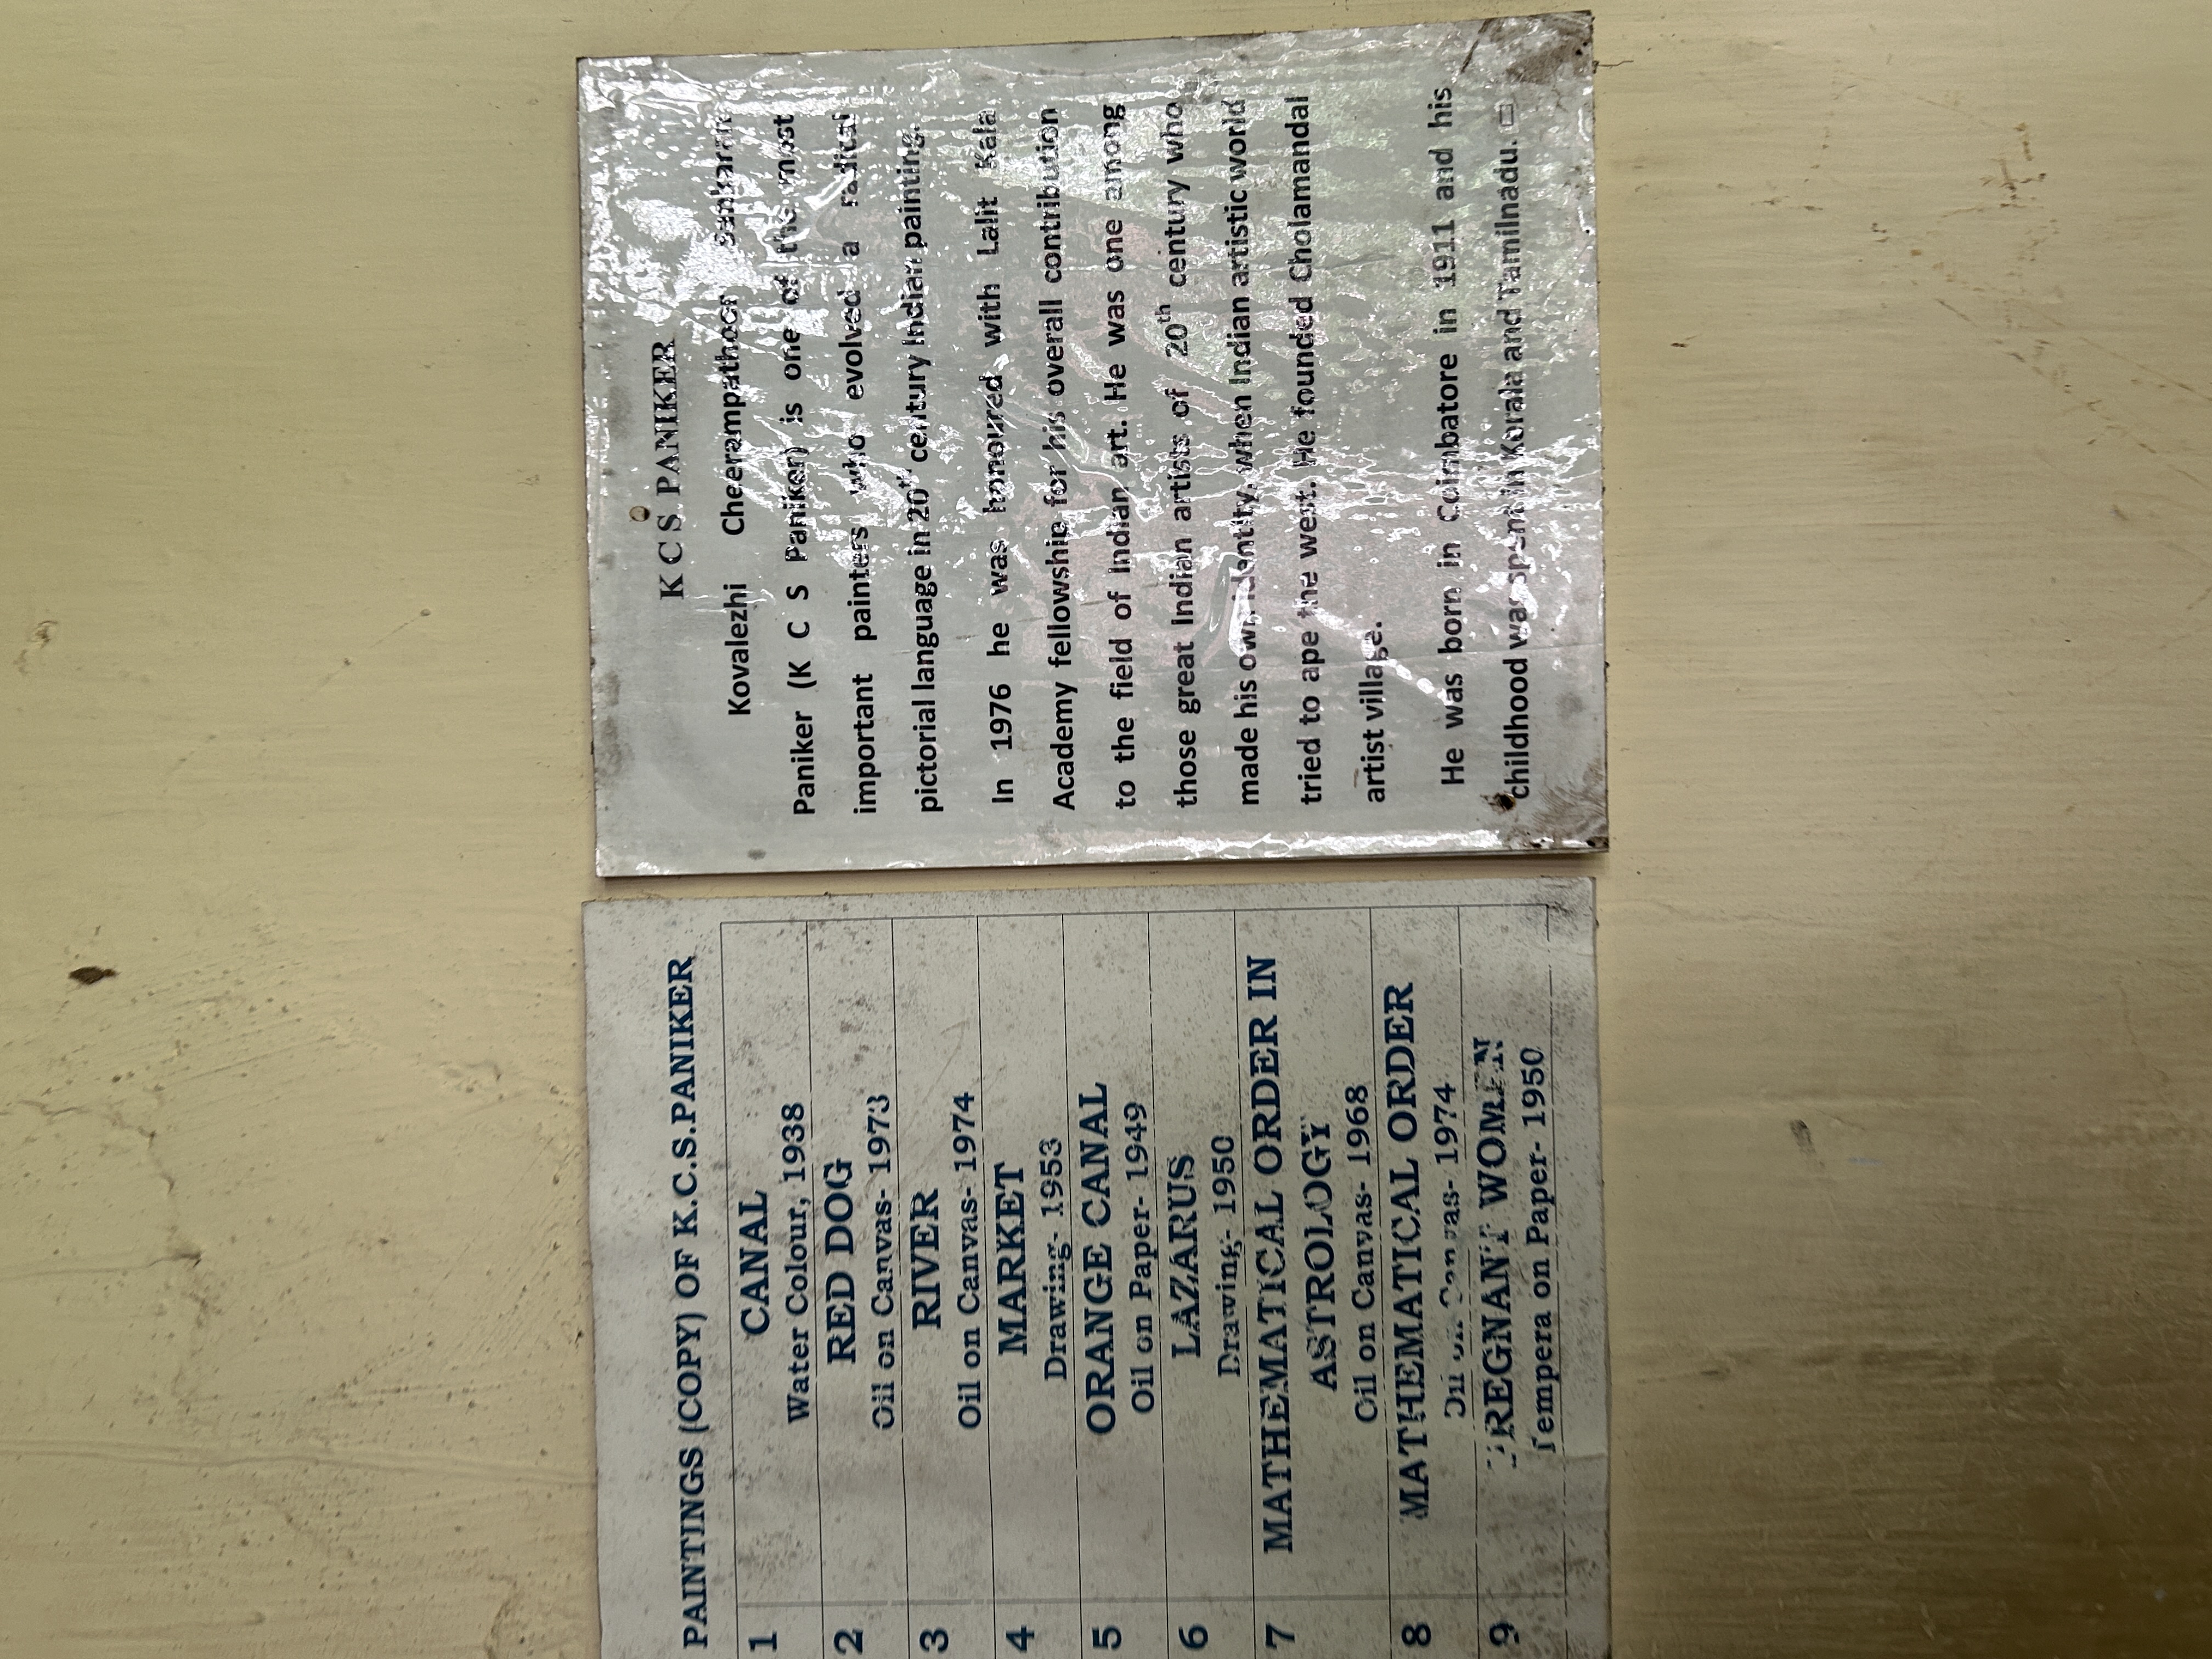 PAINTINGS (COPY) OF K.C.S.PANIKER
1 CANAL
Water Colour, 1938
2 RED DOG
Oil on Canvas- 1973
3 RIVER
Oil on Canvas- 1974
4 MARKET
Drawing- 1953
5 ORANGE CANAL
Oil on Paper- 1949
6 LAZARUS
Drawing- 1950
7 MATHEMATICAL ORDER IN
ASTROLOGY
Oil on Canvas- 1968
8 MATHEMATICAL ORDER
Oil on Canvas- 1974
9 PREGNANT WOMEN
Tempera on Paper- 1950
K C S PANIKER
Kovalezhi Cheerampathoor Sankaran
Paniker (K C S Paniker) is one of the most
important painters who evolved a radical
pictorial language in 20th century Indian painting.
In 1976 he was honoured with Lalit Kala
Academy fellowship for his overall contribution
to the field of Indian art. He was one among
those great Indian artists of 20th century who
made his own identity, when Indian artistic world
tried to ape the west. He founded Cholamandal
artist village.
He was born in Coimbatore in 1911 and his
childhood was spent in Kerala and Tamilnadu.